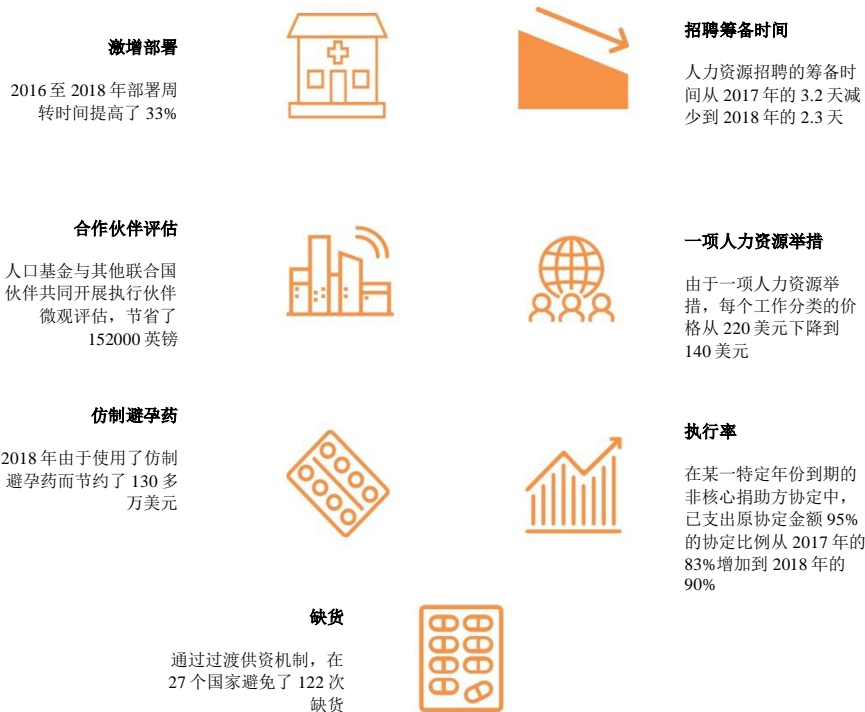 激增部署
2016 至 2018 年部署周
转时间提高了 33%
招聘筹备时间
人力资源招聘的筹备时
间从 2017 年的 3.2 天减
少到 2018 年的 2.3 天
合作伙伴评估
人口基金与其他联合国
伙伴共同开展执行伙伴
微观评估，节省了
152000 英镑
一项人力资源举措
由于一项人力资源举
措，每个工作分类的价
格从 220 美元下降到
140 美元
仿制避孕药
2018 年由于使用了仿制
避孕药而节约了 130 多
万美元
执行率
在某一特定年份到期的
非核心捐助方协定中，
已支出原协定金额 95%
的协定比例从 2017 年的
83%增加到 2018 年的
90%
缺货
通过过渡供资机制，在
27 个国家避免了 122 次
缺货